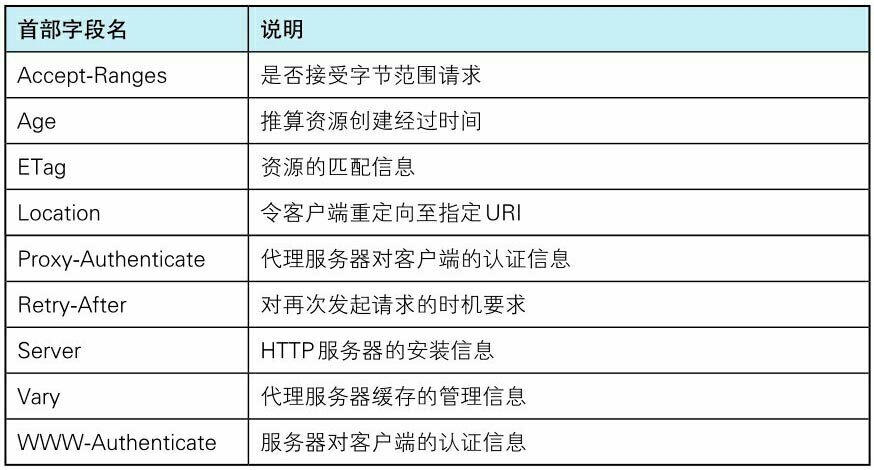 首部字段名 说明
Accept-Ranges 是否接受字节范围请求
Age 推算资源创建经过时间
ETag 资源的匹配信息
Location 令客户端重定向至指定URI
Proxy-Authenticate 代理服务器对客户端的认证信息
Retry-After 对再次发起请求的时机要求
Server HTTP服务器的安装信息
Vary 代理服务器缓存的管理信息
WWW-Authenticate 服务器对客户端的认证信息